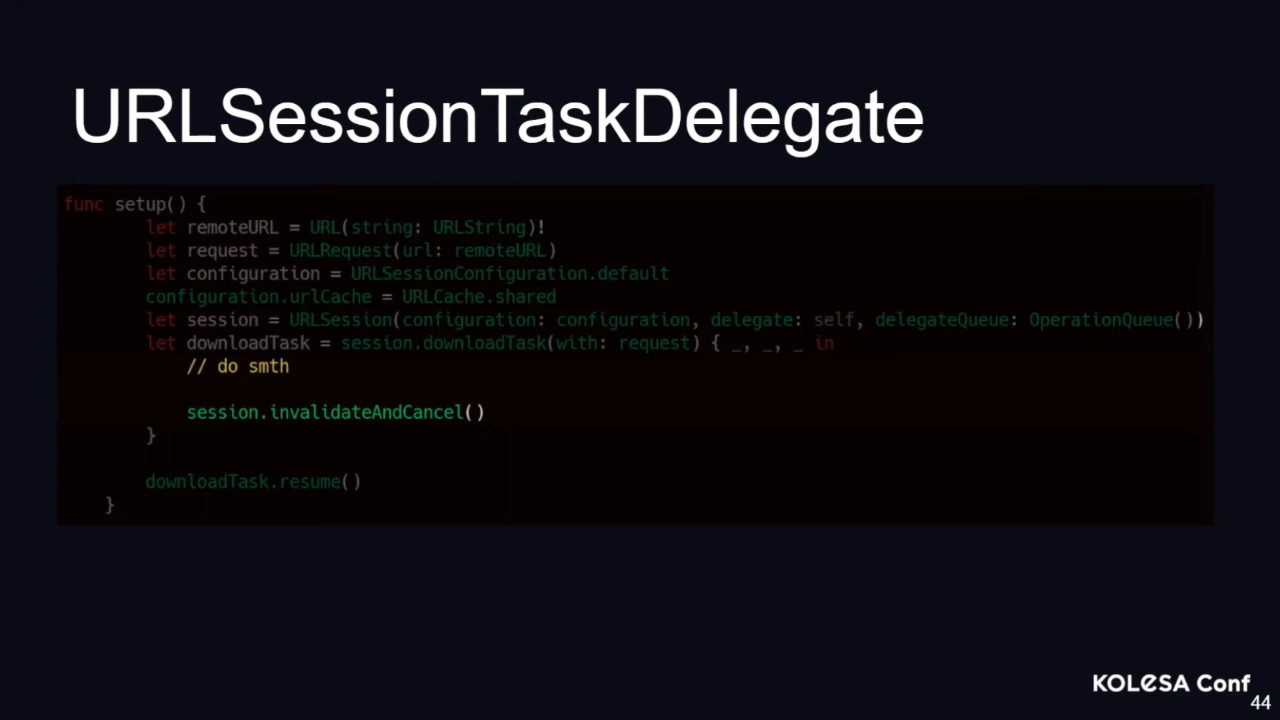 URLSessionTaskDelegate
func setup() {
let remoteURL = URL(string: URLString)!
let request = URLRequest(url: remoteURL)
let configuration = URLSessionConfiguration.default
configuration.urlCache = URLCache.shared
let session = URLSession(configuration: configuration, delegate: self, delegateQueue: OperationQueue())
let downloadTask = session.downloadTask(with: request) { _, _, _ in
// do smth
session.invalidateAndCancel()
}
downloadTask.resume()
}
KOLESA Conf
44